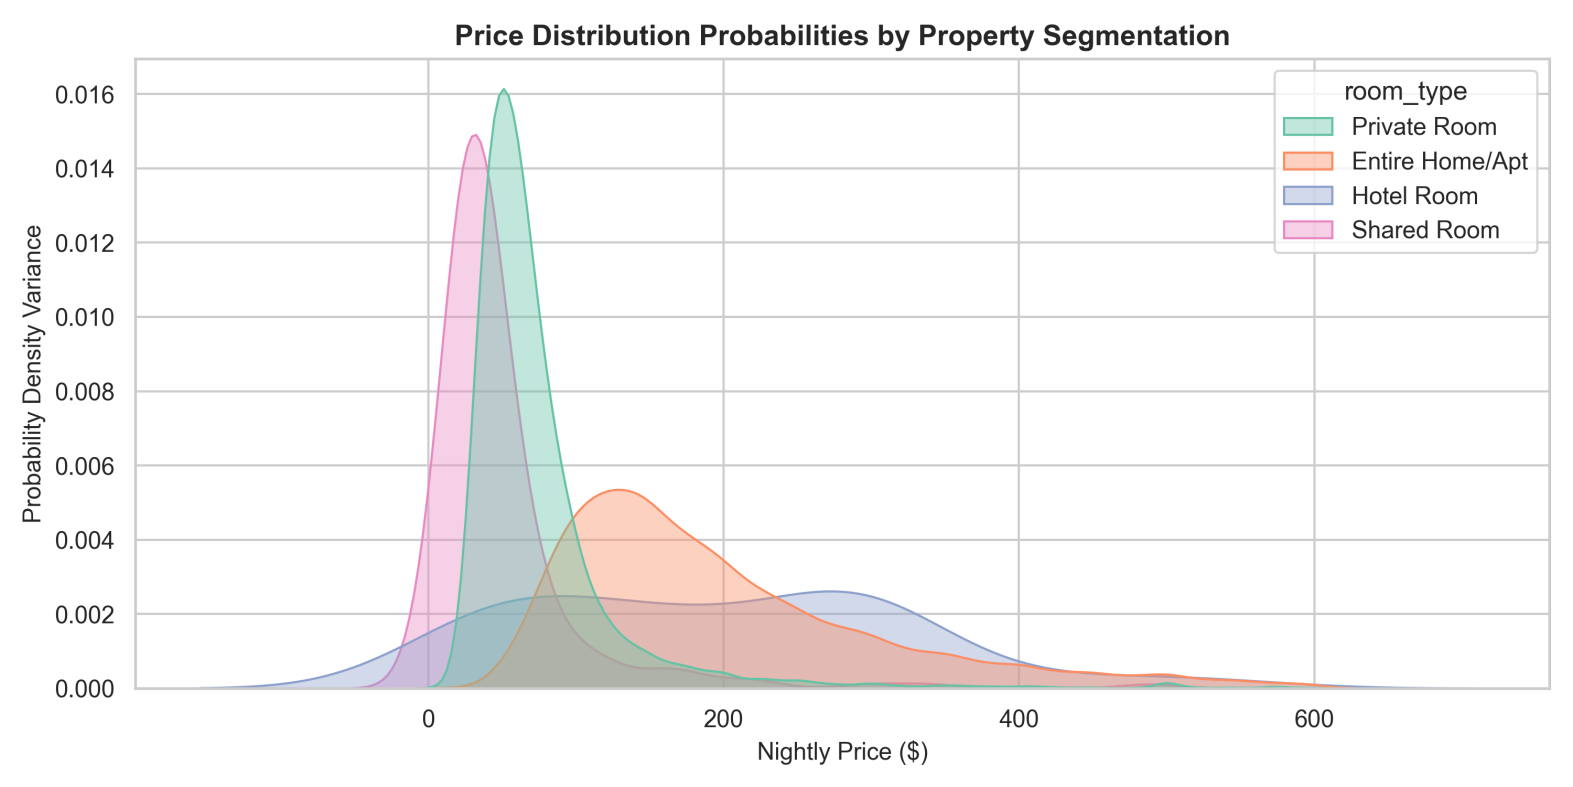 Price Distribution Probabilities by Property Segmentation
room_type
Private Room
Entire Home/Apt
Hotel Room
Shared Room
Probability Density Variance
0.016
0.014
0.012
0.010
0.008
0.006
0.004
0.002
0.000
0 200 400 600
Nightly Price ($)